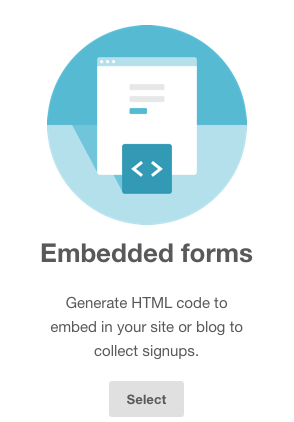 Embedded forms
Generate HTML code to
embed in your site or blog to
collect signups.
Select